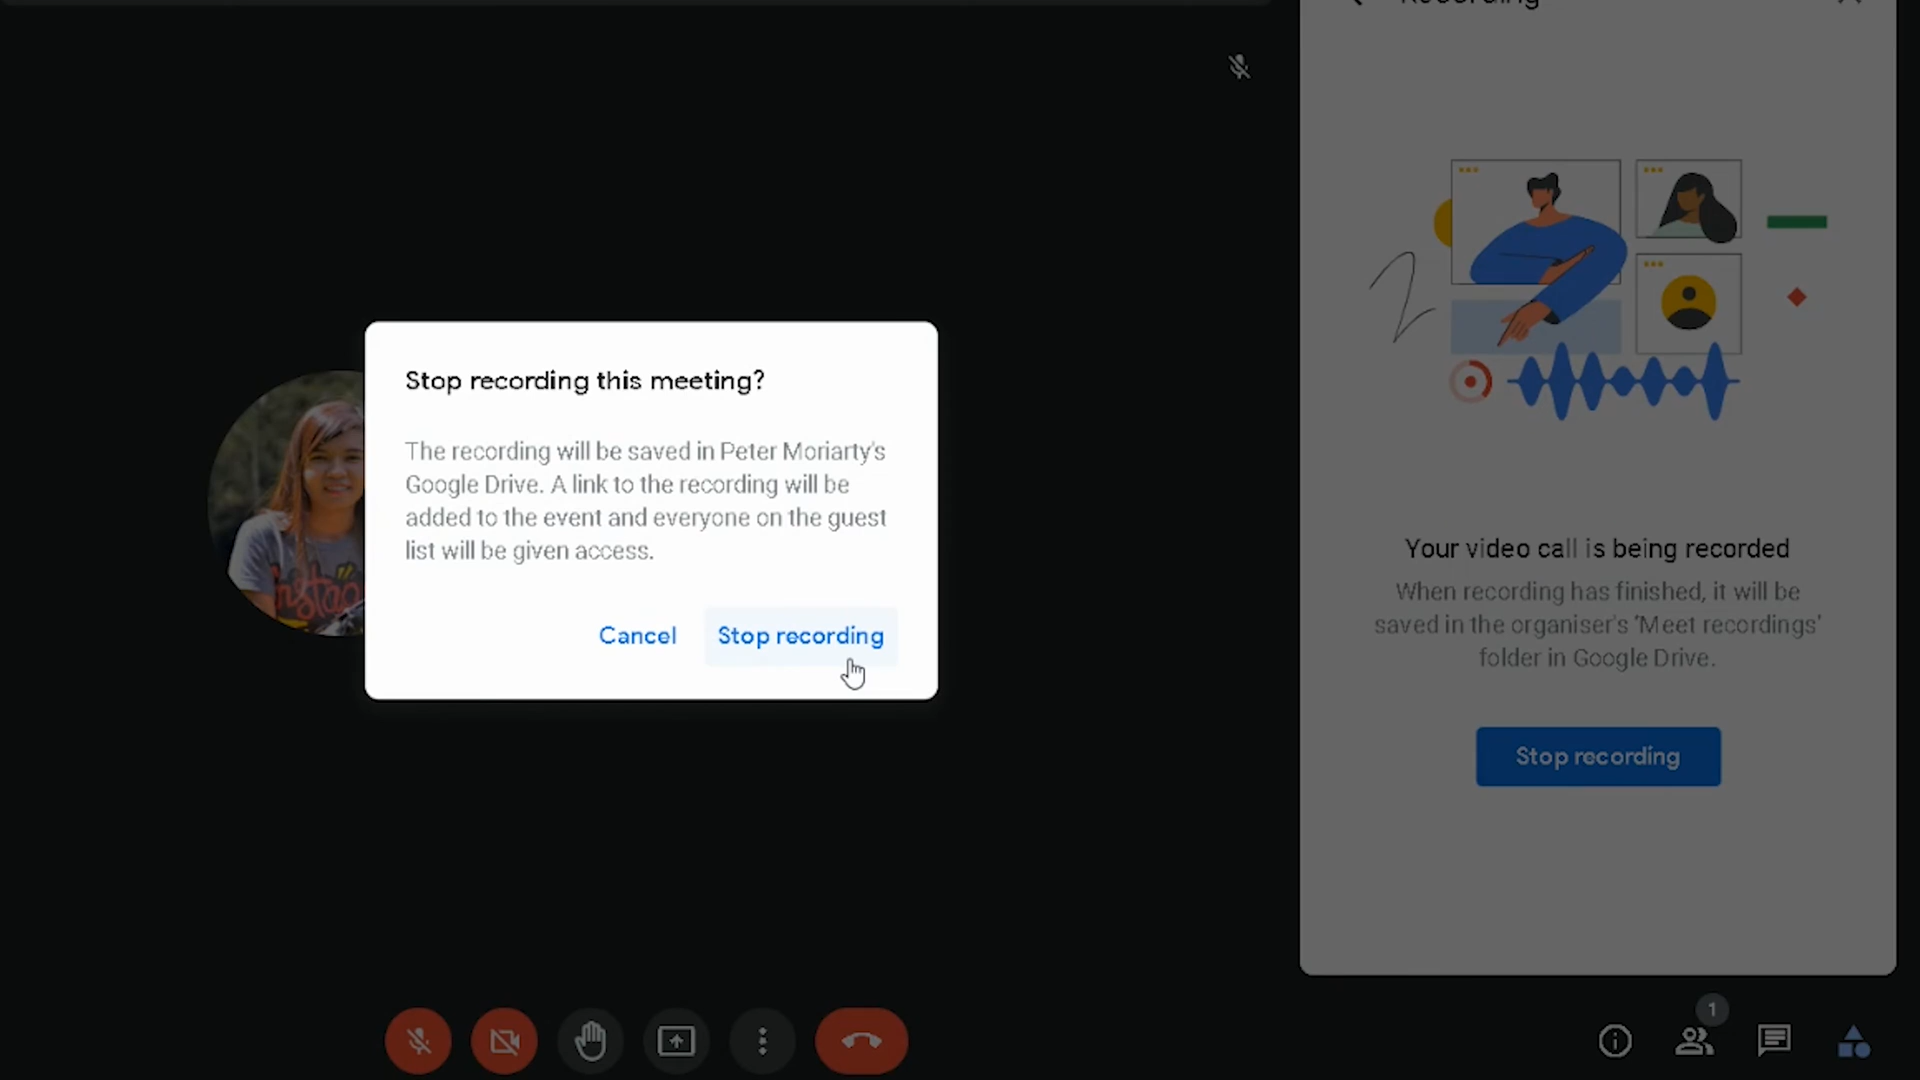 Recording
Stop recording this meeting?
The recording will be saved in Peter Moriarty's
Google Drive. A link to the recording will be
added to the event and everyone on the guest
list will be given access.
Cancel
Stop recording
Your video call is being recorded
When recording has finished, it will be
saved in the organiser's 'Meet recordings'
folder in Google Drive.
Stop recording
1